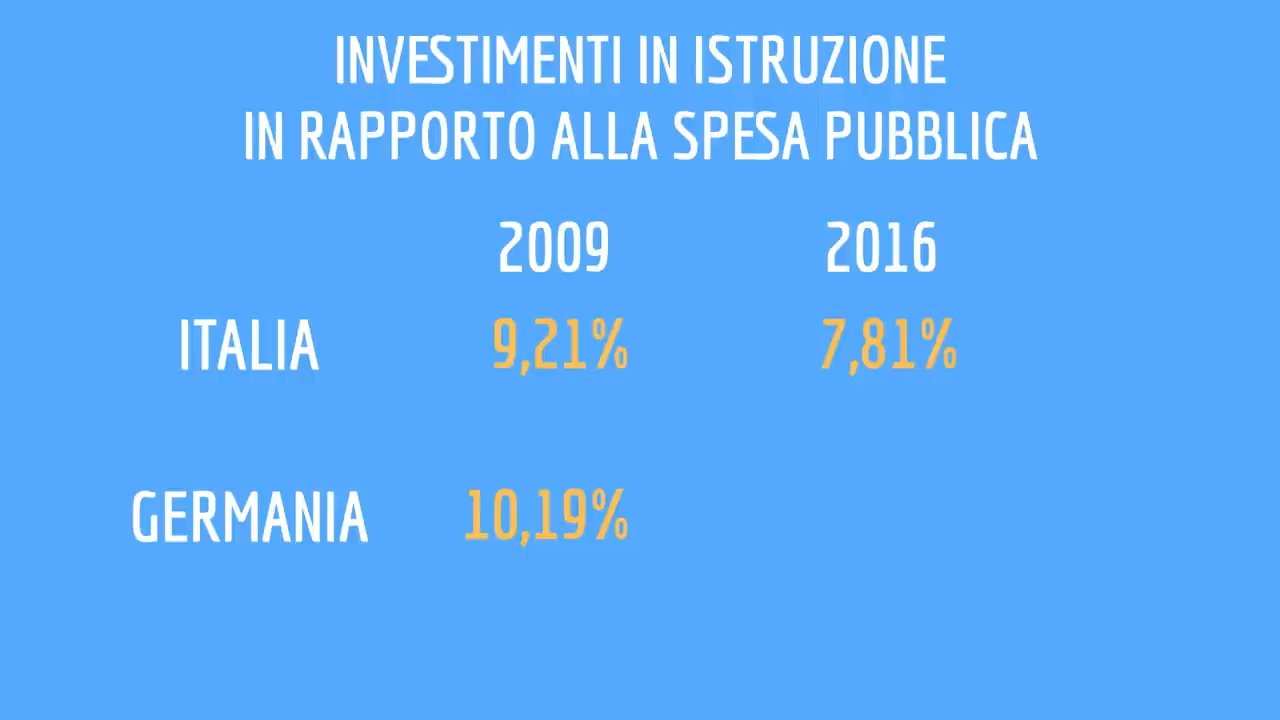 INVESTIMENTI IN ISTRUZIONE
IN RAPPORTO ALLA SPESA PUBBLICA
2009 2016
ITALIA 9,21% 7,81%
GERMANIA 10,19%